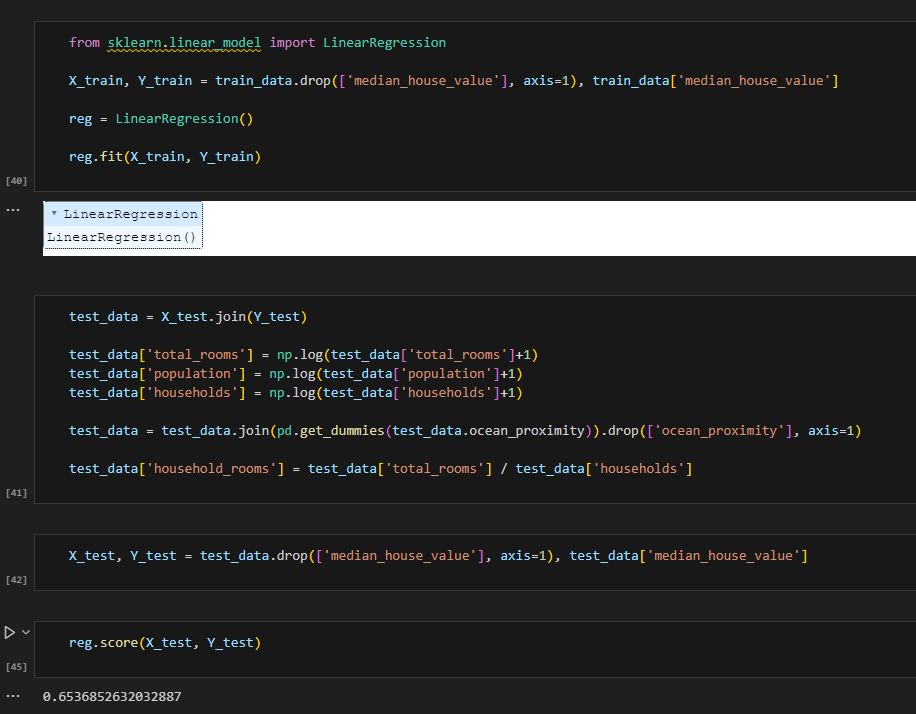 from sklearn.linear_model import LinearRegression
X_train, Y_train = train_data.drop(['median_house_value'], axis=1), train_data['median_house_value']
reg = LinearRegression()
reg.fit(X_train, Y_train)
[40]
...
▾ LinearRegression
LinearRegression()
test_data = X_test.join(Y_test)
test_data['total_rooms'] = np.log(test_data['total_rooms']+1)
test_data['population'] = np.log(test_data['population']+1)
test_data['households'] = np.log(test_data['households']+1)
test_data = test_data.join(pd.get_dummies(test_data.ocean_proximity)).drop(['ocean_proximity'], axis=1)
test_data['household_rooms'] = test_data['total_rooms'] / test_data['households']
[41]
X_test, Y_test = test_data.drop(['median_house_value'], axis=1), test_data['median_house_value']
[42]
reg.score(X_test, Y_test)
[45]
... 0.6536852632032887